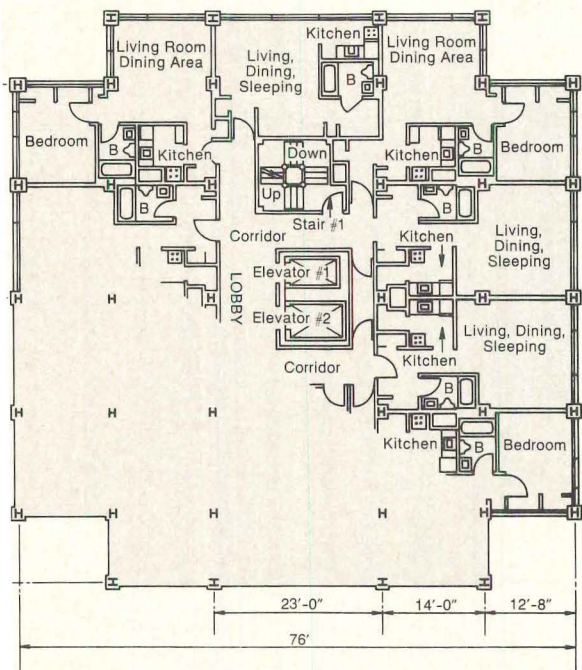 Kitchen
Living Room
Dining Area
Living,
Dining,
Sleeping
B
Living Room
Dining Area
Bedroom
B
Kitchen
Down
Up
Kitchen
B
Bedroom
B
Stair #1
B
Corridor
Kitchen
Living,
Dining,
Sleeping
LOBBY
Elevator #1
Elevator #2
Living, Dining,
Sleeping
Corridor
Kitchen
B
Kitchen
B
Bedroom
23'-0"
14'-0"
12'-8"
76'